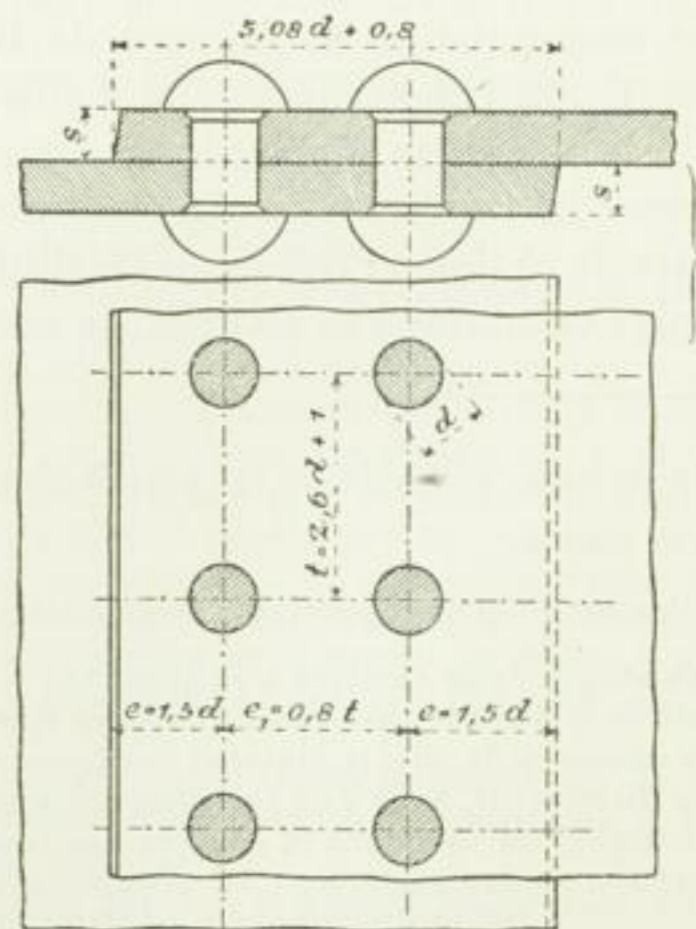 5,08 d + 0,8
s
s
d
t = 2,6 d + 1
e = 1,5 d
e₁ = 0,8 t
e = 1,5 d